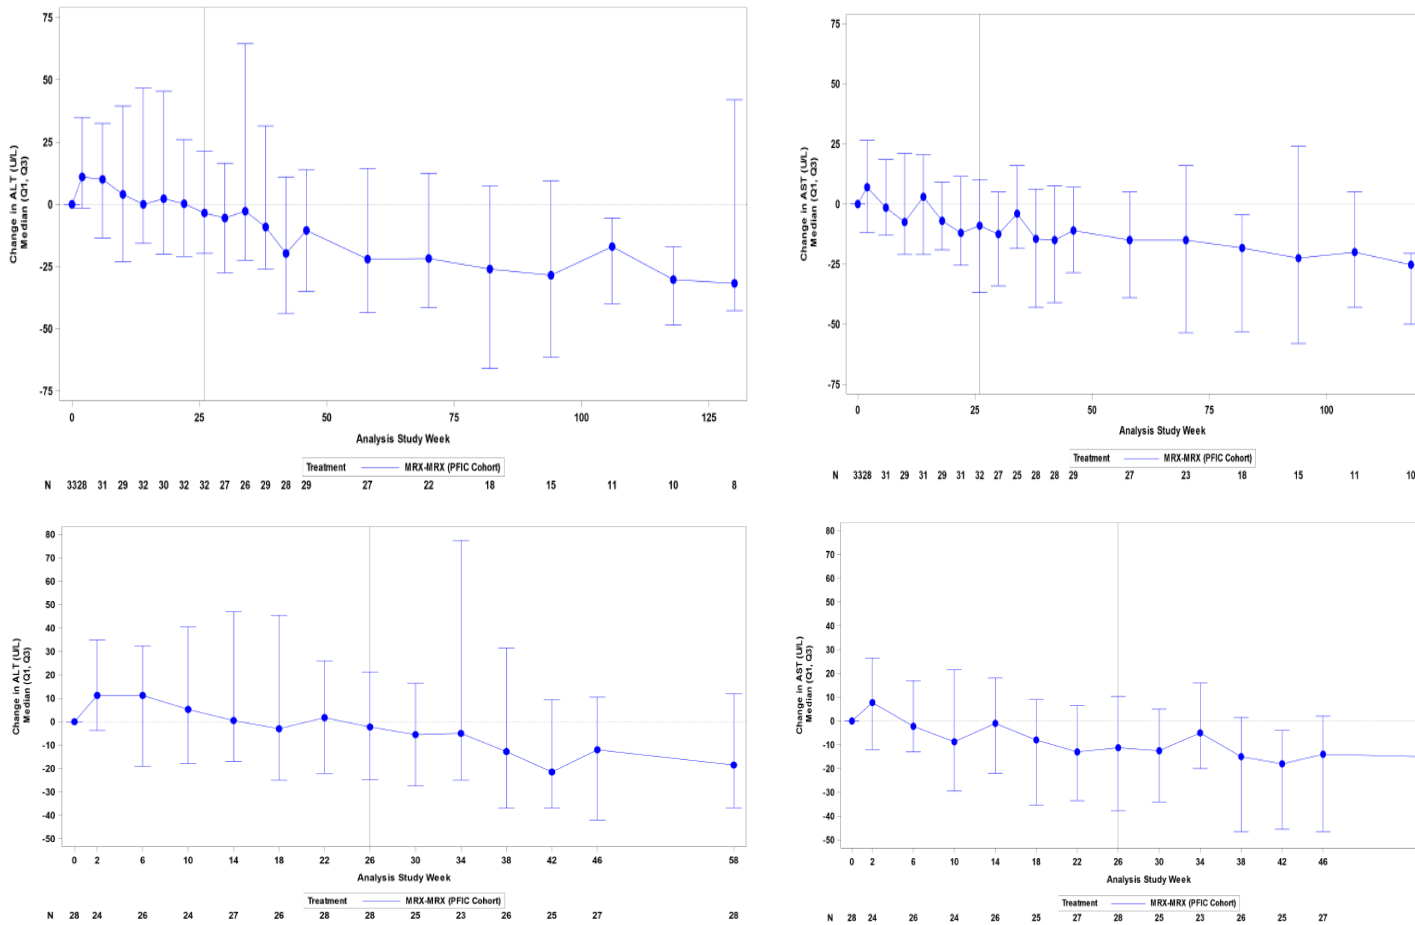 75
50
25
0
-25
-50
-75
Change in ALT (U/L)
Median (Q1, Q3)
0 25 50 75 100 125
Analysis Study Week
Treatment MRX-MRX (PFIC Cohort)
N 3328 31 29 32 30 32 32 27 26 29 28 29 27 22 18 15 11 10 8
75
50
25
0
-25
-50
-75
Change in AST (U/L)
Median (Q1, Q3)
0 25 50 75 100
Analysis Study Week
Treatment MRX-MRX (PFIC Cohort)
N 3328 31 29 31 29 31 32 27 25 28 28 29 27 23 18 15 11 10
80
70
60
50
40
30
20
10
0
-10
-20
-30
-40
-50
Change in ALT (U/L)
Median (Q1, Q3)
0 2 6 10 14 18 22 26 30 34 38 42 46 58
Analysis Study Week
Treatment MRX-MRX (PFIC Cohort)
N 28 24 26 24 27 26 28 28 25 23 26 25 27 28
80
70
60
50
40
30
20
10
0
-10
-20
-30
-40
-50
Change in AST (U/L)
Median (Q1, Q3)
0 2 6 10 14 18 22 26 30 34 38 42 46
Analysis Study Week
Treatment MRX-MRX (PFIC Cohort)
N 28 24 26 24 26 25 27 28 25 23 26 25 27